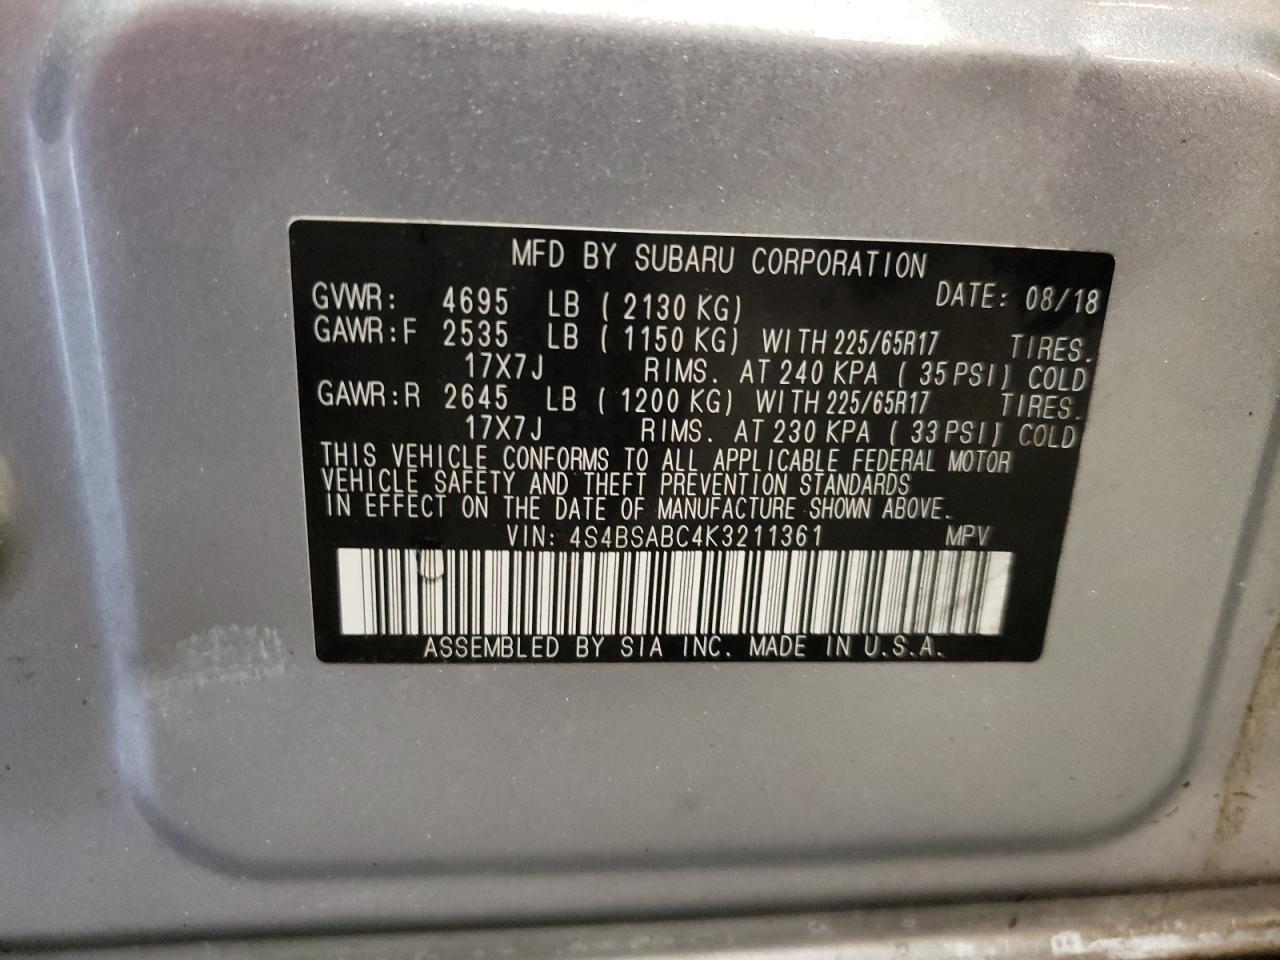 MFD BY SUBARU CORPORATION
GVWR: 4695 LB ( 2130 KG) DATE: 08/18
GAWR:F 2535 LB ( 1150 KG) WITH 225/65R17 TIRES.
17X7J RIMS. AT 240 KPA ( 35 PSI) COLD
GAWR:R 2645 LB ( 1200 KG) WITH 225/65R17 TIRES.
17X7J RIMS. AT 230 KPA ( 33 PSI) COLD
THIS VEHICLE CONFORMS TO ALL APPLICABLE FEDERAL MOTOR
VEHICLE SAFETY AND THEFT PREVENTION STANDARDS
IN EFFECT ON THE DATE OF MANUFACTURE SHOWN ABOVE.
VIN: 4S4BSABC4K3211361 MPV
ASSEMBLED BY SIA INC. MADE IN U.S.A.